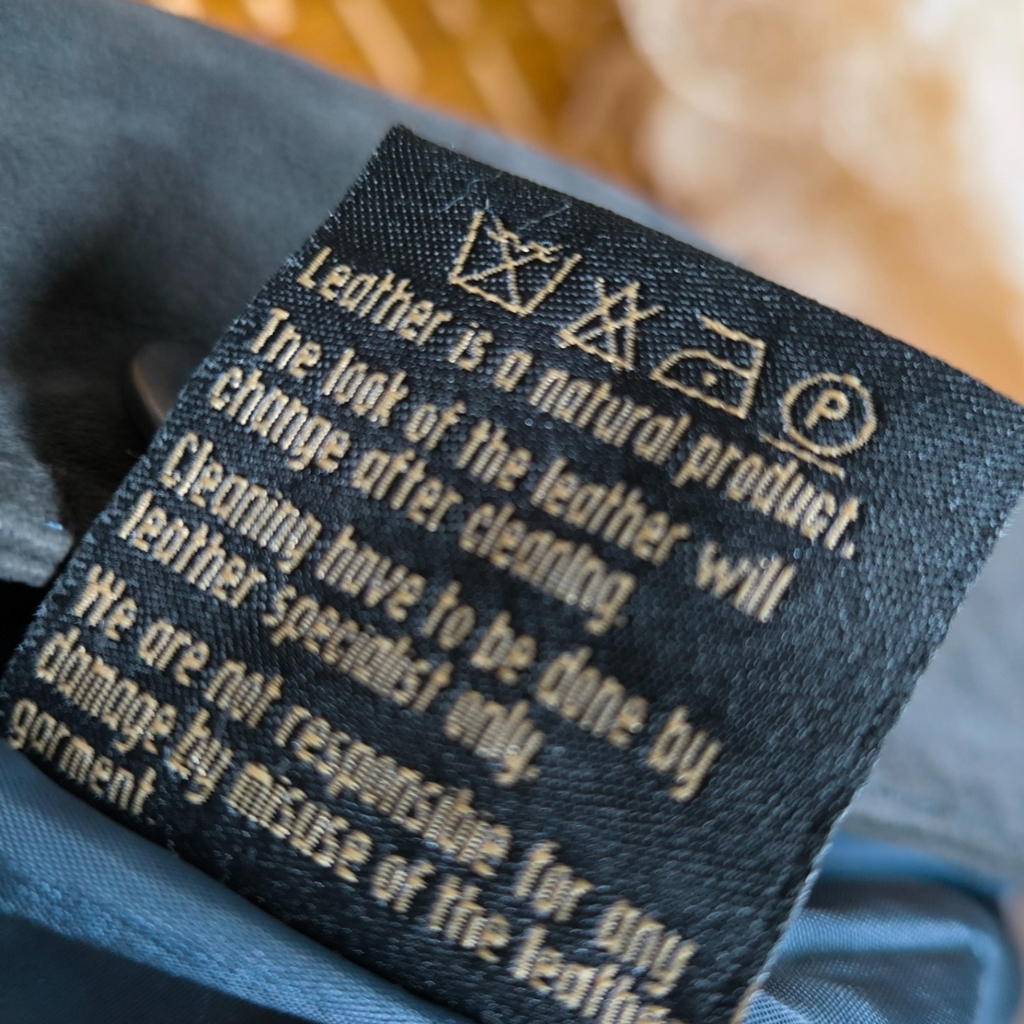 P
Leather is a natural product.
The look of the leather will
change after cleaning.
Cleaning have to be done by
leather specialist only.
We are not responsible for any
damage by misuse of the leather
garment.